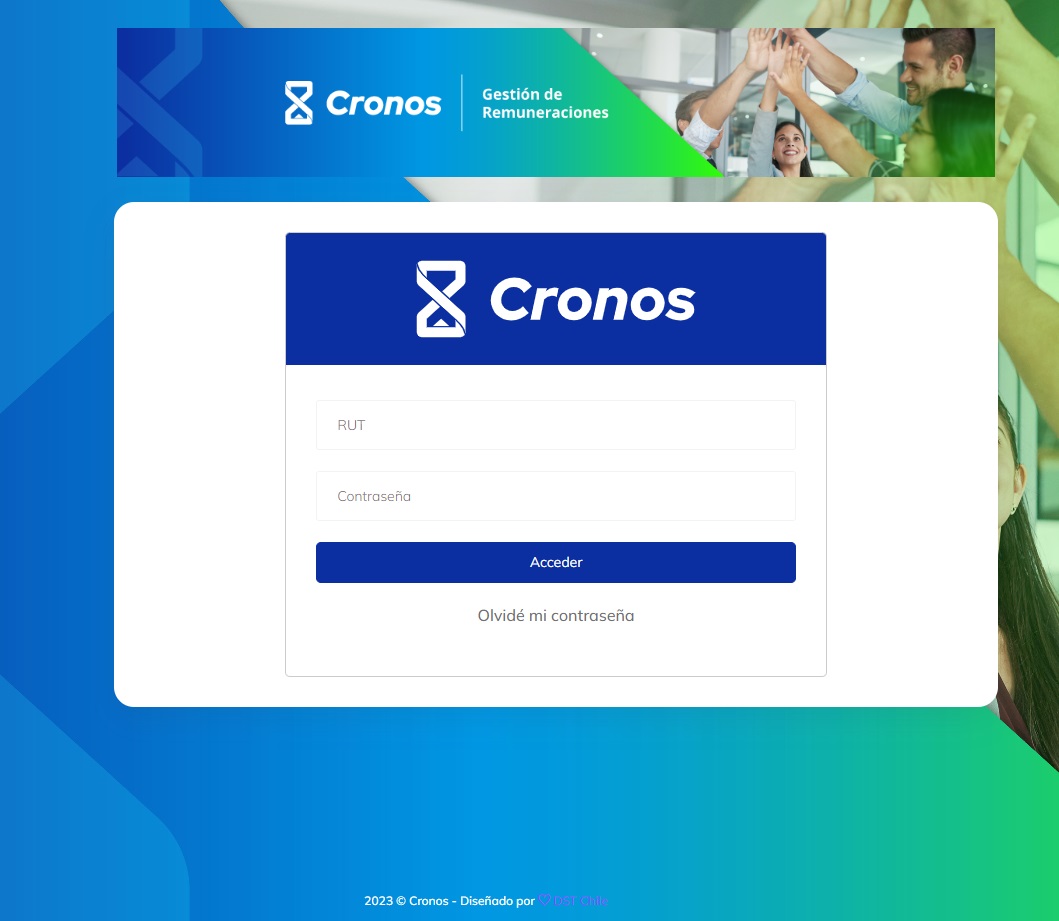 Cronos
Gestión de
Remuneraciones
Cronos
RUT
Contraseña
Acceder
Olvidé mi contraseña
2023 © Cronos - Diseñado por ♡ DST Chile